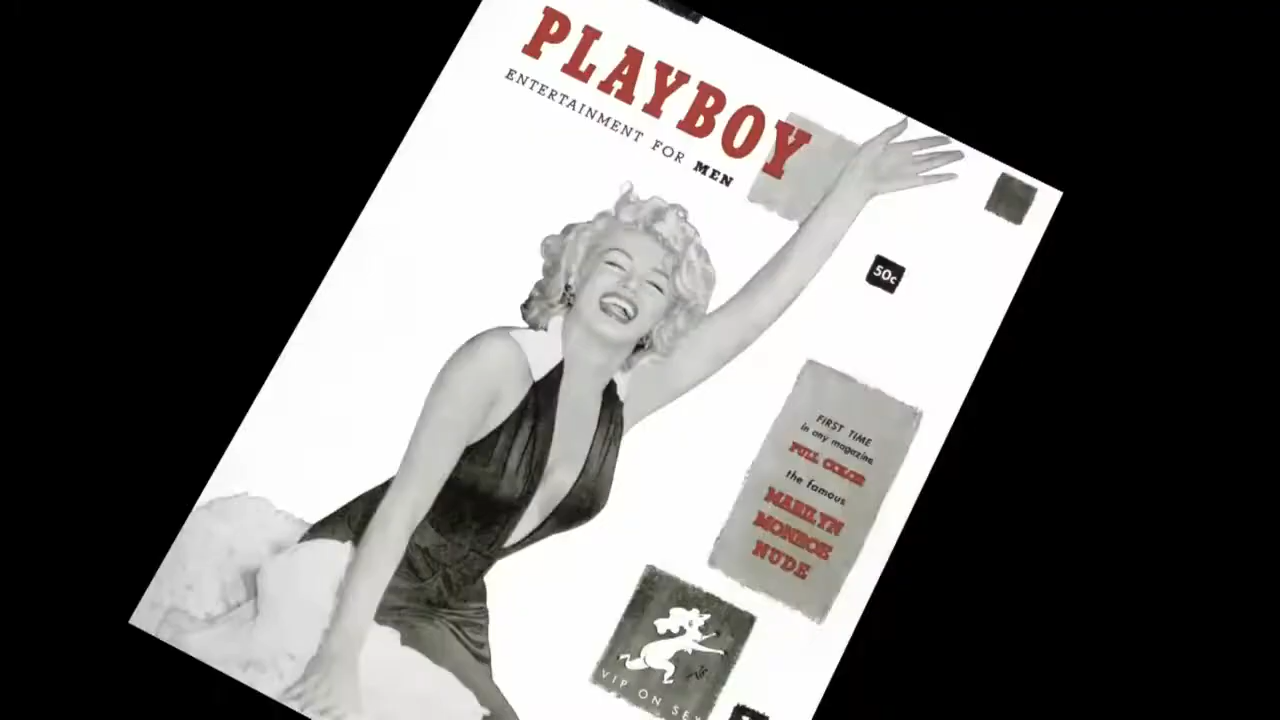 PLAYBOY
ENTERTAINMENT FOR MEN
50c
FIRST TIME
in any magazine
FULL COLOR
the famous
MARILYN
MONROE
NUDE
VIP ON SEX